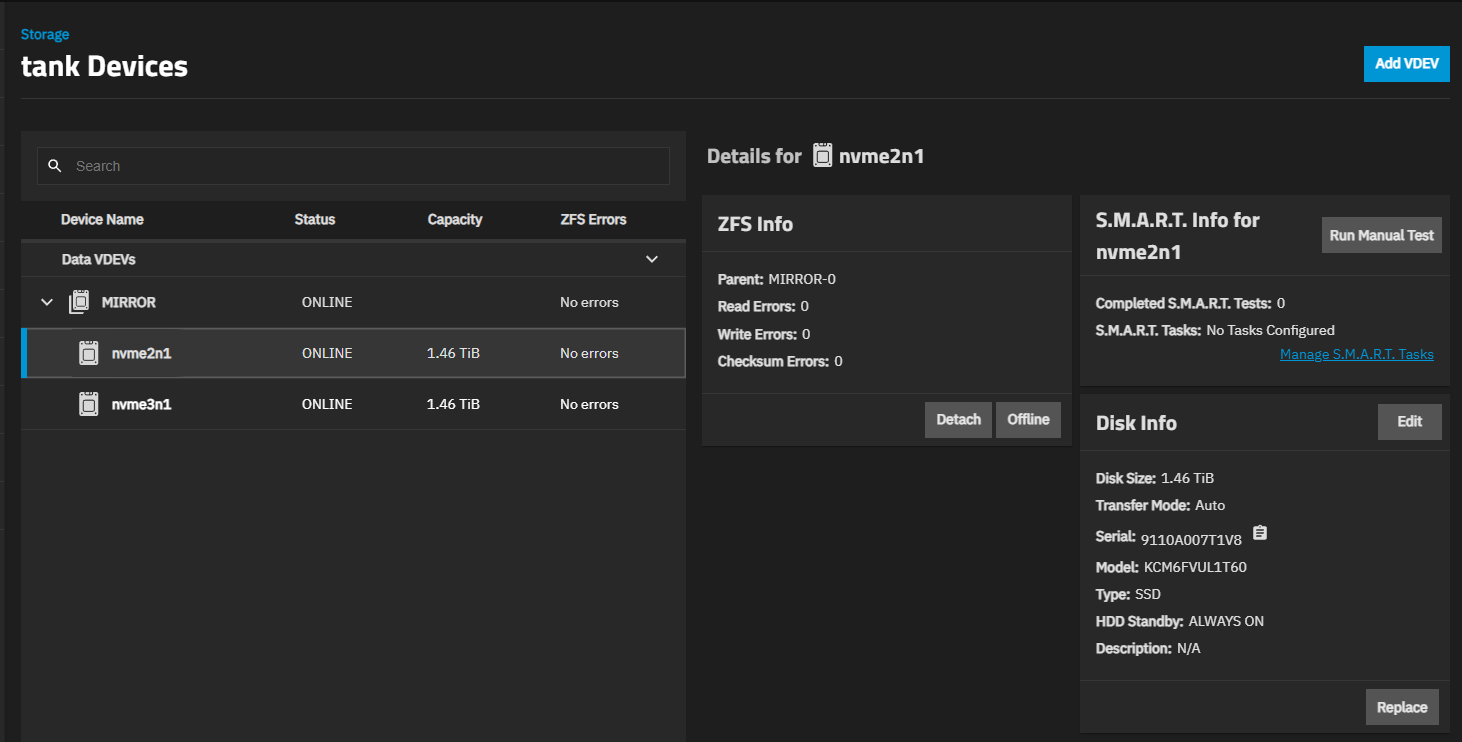 Storage
tank Devices
Add VDEV
Search
Device Name Status Capacity ZFS Errors
Data VDEVs
MIRROR ONLINE No errors
nvme2n1 ONLINE 1.46 TiB No errors
nvme3n1 ONLINE 1.46 TiB No errors
Details for nvme2n1
ZFS Info
Parent: MIRROR-0
Read Errors: 0
Write Errors: 0
Checksum Errors: 0
Detach Offline
S.M.A.R.T. Info for
nvme2n1
Run Manual Test
Completed S.M.A.R.T. Tests: 0
S.M.A.R.T. Tasks: No Tasks Configured
Manage S.M.A.R.T. Tasks
Disk Info
Edit
Disk Size: 1.46 TiB
Transfer Mode: Auto
Serial: 9110A007T1V8
Model: KCM6FVUL1T60
Type: SSD
HDD Standby: ALWAYS ON
Description: N/A
Replace